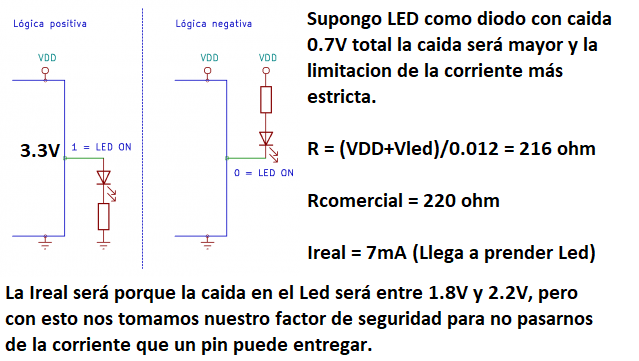 Lógica positiva
Lógica negativa
VDD
VDD
VDD
3.3V
1 = LED ON
0 = LED ON
Supongo LED como diodo con caida
0.7V total la caida será mayor y la
limitacion de la corriente más
estricta.
R = (VDD+Vled)/0.012 = 216 ohm
Rcomercial = 220 ohm
Ireal = 7mA (Llega a prender Led)
La Ireal será porque la caida en el Led será entre 1.8V y 2.2V, pero
con esto nos tomamos nuestro factor de seguridad para no pasarnos
de la corriente que un pin puede entregar.